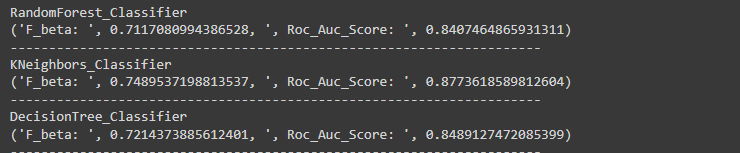 RandomForest_Classifier
('F_beta: ', 0.7117080994386528, ', Roc_Auc_Score: ', 0.8407464865931311)
---------------------------------------------------------------------
KNeighbors_Classifier
('F_beta: ', 0.7489537198813537, ', Roc_Auc_Score: ', 0.8773618589812604)
---------------------------------------------------------------------
DecisionTree_Classifier
('F_beta: ', 0.7214373885612401, ', Roc_Auc_Score: ', 0.8489127472085399)
---------------------------------------------------------------------